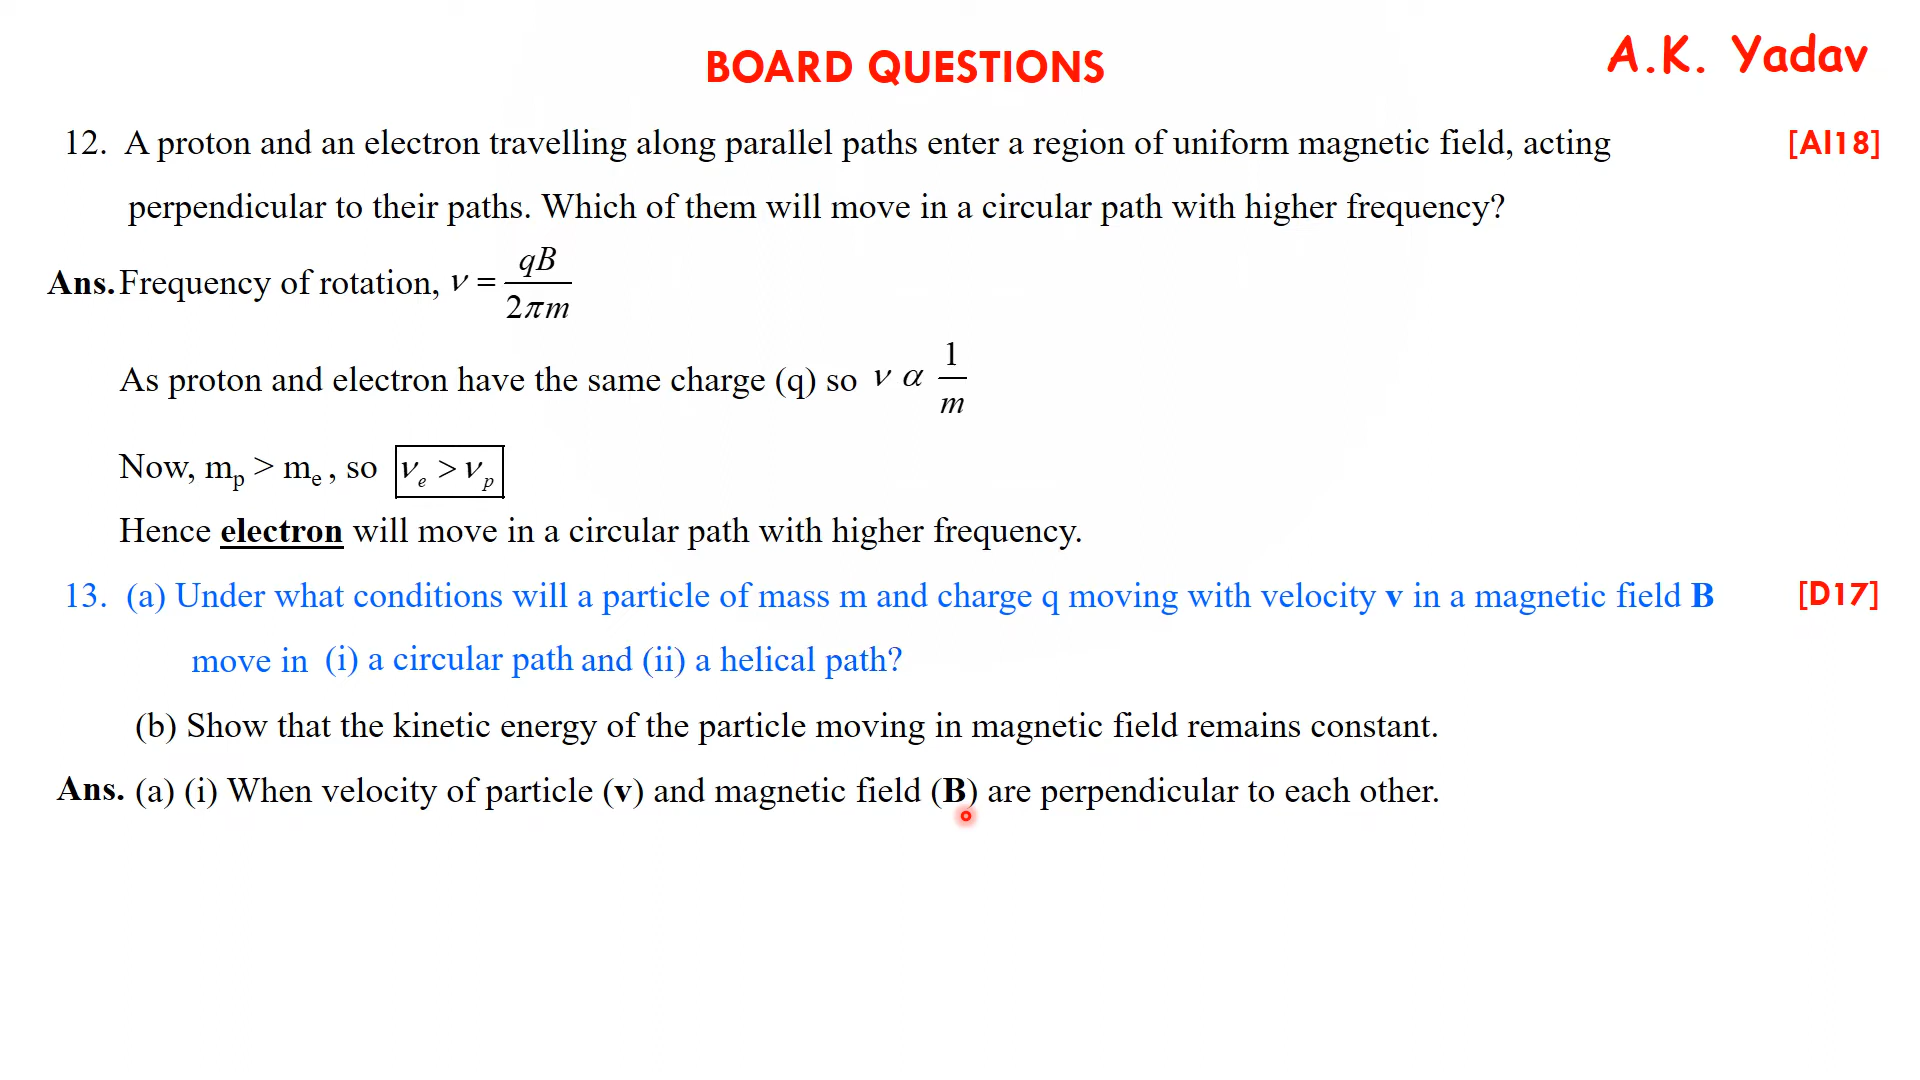 BOARD QUESTIONS
A.K. Yadav
12. A proton and an electron travelling along parallel paths enter a region of uniform magnetic field, acting [AI18]
perpendicular to their paths. Which of them will move in a circular path with higher frequency?
Ans. Frequency of rotation, ν = qB / 2πm
As proton and electron have the same charge (q) so ν α 1 / m
Now, mp > me , so νe > νp
Hence electron will move in a circular path with higher frequency.
13. (a) Under what conditions will a particle of mass m and charge q moving with velocity v in a magnetic field B [D17]
move in (i) a circular path and (ii) a helical path?
(b) Show that the kinetic energy of the particle moving in magnetic field remains constant.
Ans. (a) (i) When velocity of particle (v) and magnetic field (B) are perpendicular to each other.